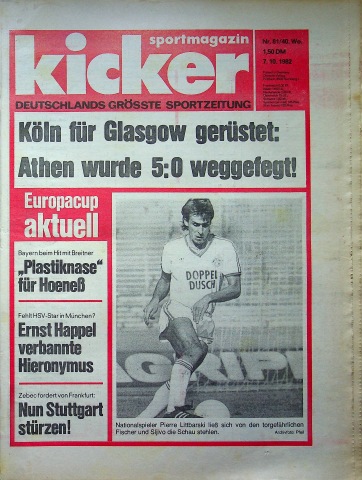 sportmagazin
kicker
DEUTSCHLANDS GRÖSSTE SPORTZEITUNG
Nr. 81/40. Wo.
1,50 DM
7. 10. 1982
Köln für Glasgow gerüstet:
Athen wurde 5:0 weggefegt!
Europacup
aktuell
Bayern beim Hit mit Breitner
„Plastiknase“
für Hoeneß
Fehlt HSV-Star in München?
Ernst Happel
verbannte
Hieronymus
Zebec fordert von Frankfurt:
Nun Stuttgart
stürzen!
DOPPEL
DUSCH
Nationalspieler Pierre Littbarski ließ sich von den torgefährlichen
Fischer und Sljivo die Schau stehlen.